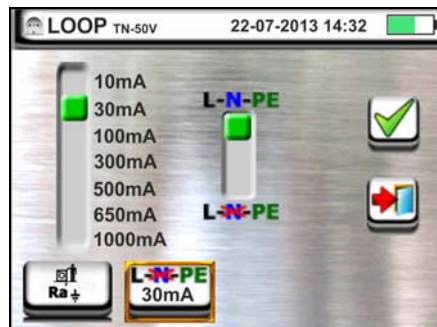 LOOP TN-50V 22-07-2013 14:32
10mA
30mA
100mA
300mA
500mA
650mA
1000mA
L-N-PE
L-N-PE
Ra
L-N-PE
30mA